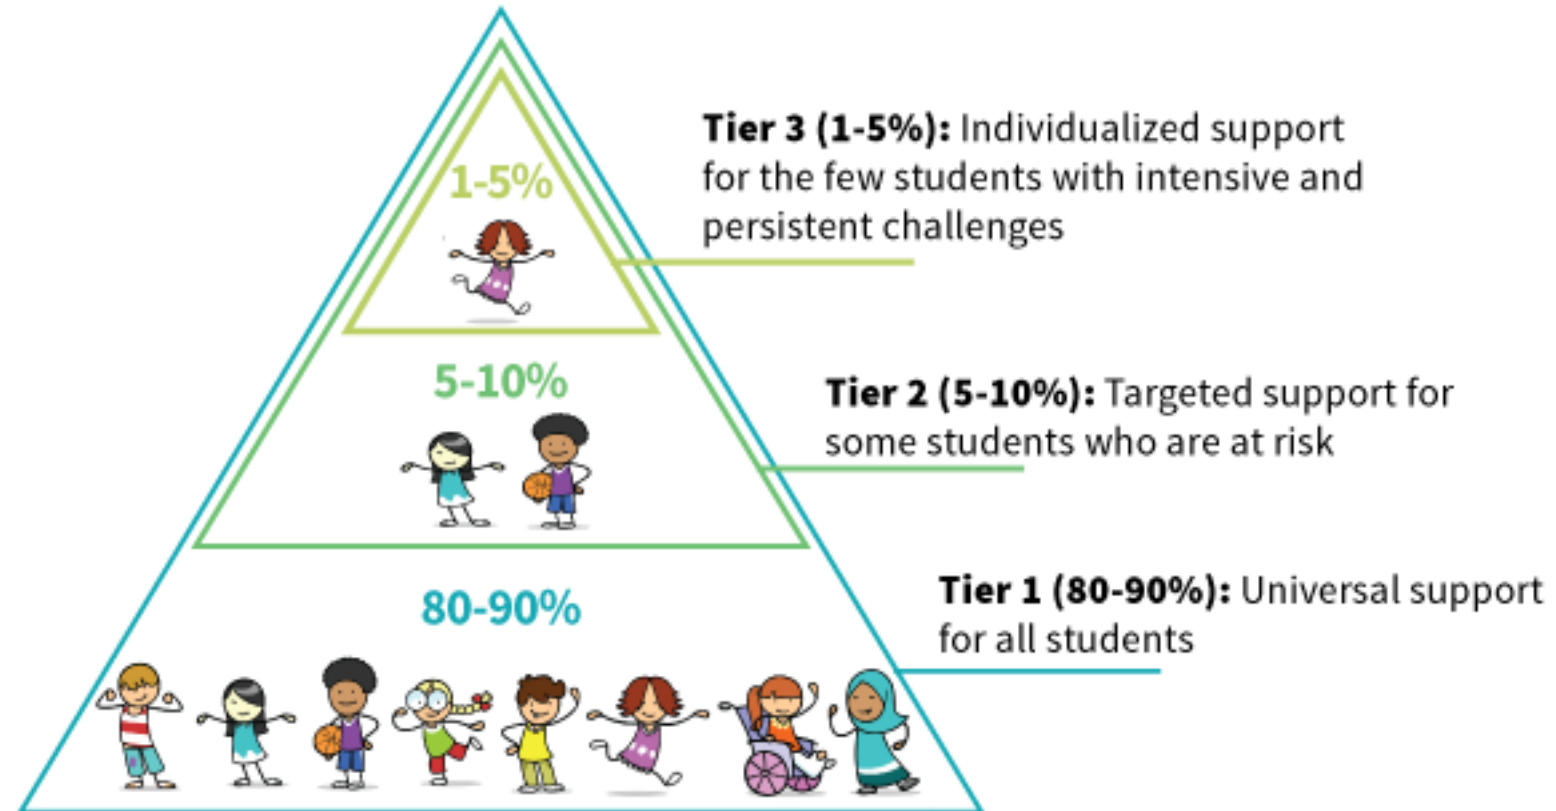 1-5%
Tier 3 (1-5%): Individualized support
for the few students with intensive and
persistent challenges
5-10%
Tier 2 (5-10%): Targeted support for
some students who are at risk
80-90%
Tier 1 (80-90%): Universal support
for all students